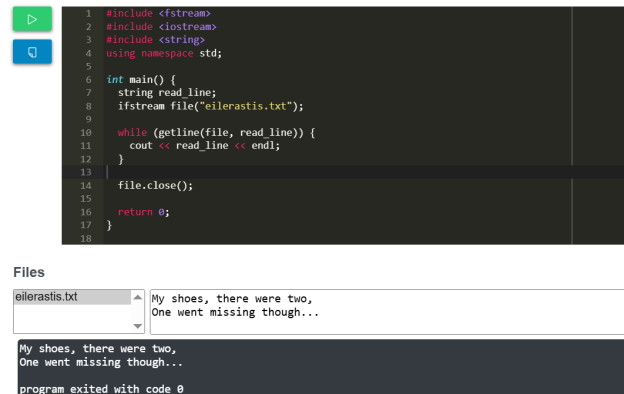 1 #include <fstream>
2 #include <iostream>
3 #include <string>
4 using namespace std;
5
6 int main() {
7 string read_line;
8 ifstream file("eilerastis.txt");
9
10 while (getline(file, read_line)) {
11 cout << read_line << endl;
12 }
13
14 file.close();
15
16 return 0;
17 }
18
Files
eilerastis.txt
My shoes, there were two,
One went missing though...
My shoes, there were two,
One went missing though...
program exited with code 0